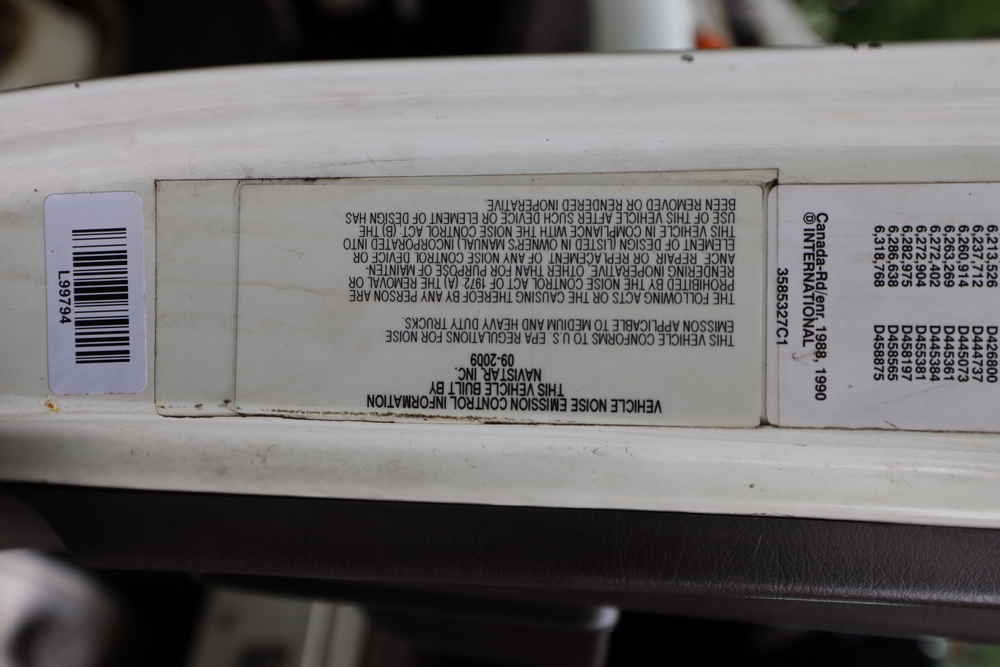 L99794
VEHICLE NOISE EMISSION CONTROL INFORMATION
THIS VEHICLE BUILT BY
NAVISTAR, INC.
09-2009
THIS VEHICLE CONFORMS TO U.S. EPA REGULATIONS FOR NOISE
EMISSON APPLICABLE TO MEDIUM AND HEAVY DUTY TRUCKS.
THE FOLLOWING ACTS OR THE CAUSING THEREOF BY ANY PERSON ARE
PROHIBITED BY THE NOISE CONTROL ACT OF 1972 (A) THE REMOVAL OR
RENDERING INOPERATIVE, OTHER THAN FOR PURPOSE OF MAINTEN-
ANCE, REPAIR, OR REPLACEMENT, OF ANY NOISE CONTROL DEVICE OR
ELEMENT OF DESIGN (LISTED IN OWNER'S MANUAL) INCORPORATED INTO
THIS VEHICLE IN COMPLIANCE WITH THE NOISE CONTROL ACT. (B) THE
USE OF THIS VEHICLE AFTER SUCH DEVICE OR ELEMENT OF DESIGN HAS
BEEN REMOVED OR RENDERED INOPERATIVE.
6,213,526 D426800
6,237,712 D444737
6,260,914 D445073
6,263,269 D445361
6,272,402 D445384
6,272,904 D455381
6,282,975 D458197
6,286,638 D458565
6,318,788 D458875
Canada-Rd/enr. 1988, 1990
© INTERNATIONAL
3585327C1